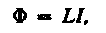 Φ = LI,